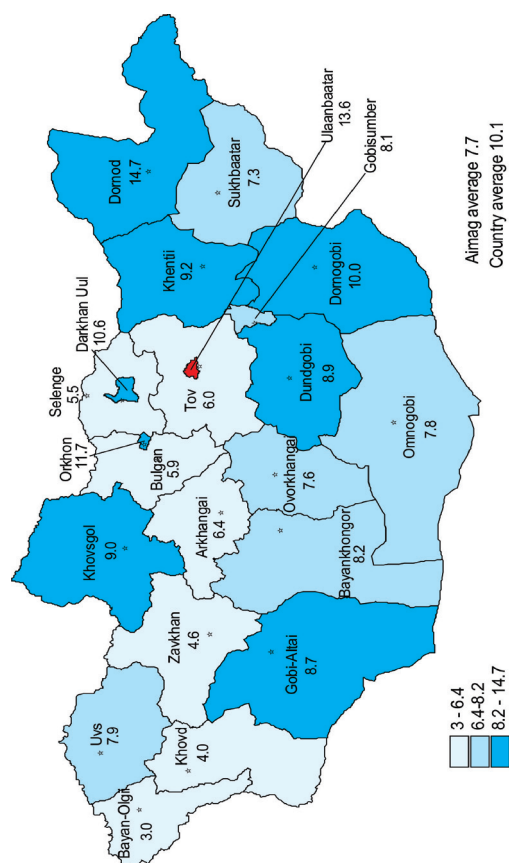 Bayan-Olgii
3.0
Uvs
7.9
Khovd
4.0
Zavkhan
4.6
Gobi-Altai
8.7
Khovsgol
9.0
Arkhangai
6.4
Bayankhongor
8.2
Ovorkhangai
7.6
Orkhon
11.7
Bulgan
5.9
Selenge
5.5
Darkhan Uul
10.6
Tov
6.0
Omnogobi
7.8
Dundgobi
8.9
Khentii
9.2
Dornogobi
10.0
Dornod
14.7
Sukhbaatar
7.3
Ulaanbaatar
13.6
Gobisumber
8.1
3 - 6.4
6.4-8.2
8.2 - 14.7
Aimag average 7.7
Country average 10.1